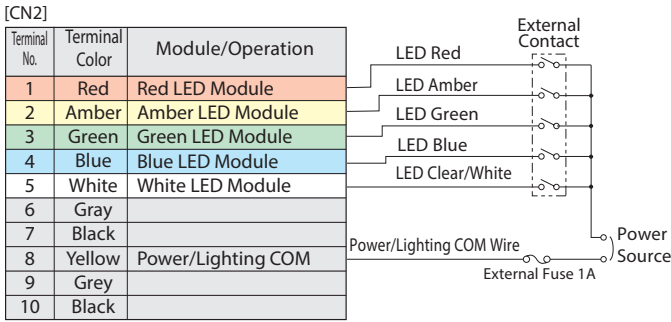 [CN2]
Terminal No. Terminal Color Module/Operation
1 Red Red LED Module
2 Amber Amber LED Module
3 Green Green LED Module
4 Blue Blue LED Module
5 White White LED Module
6 Gray
7 Black
8 Yellow Power/Lighting COM
9 Grey
10 Black
External
Contact
LED Red
LED Amber
LED Green
LED Blue
LED Clear/White
Power/Lighting COM Wire
External Fuse 1A
Power
Source